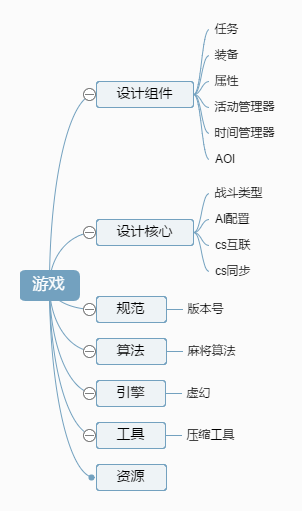 任务
装备
设计组件
属性
活动管理器
时间管理器
AOI
战斗类型
AI配置
设计核心
cs互联
cs同步
游戏
规范
版本号
算法
麻将算法
引擎
虚幻
工具
压缩工具
资源